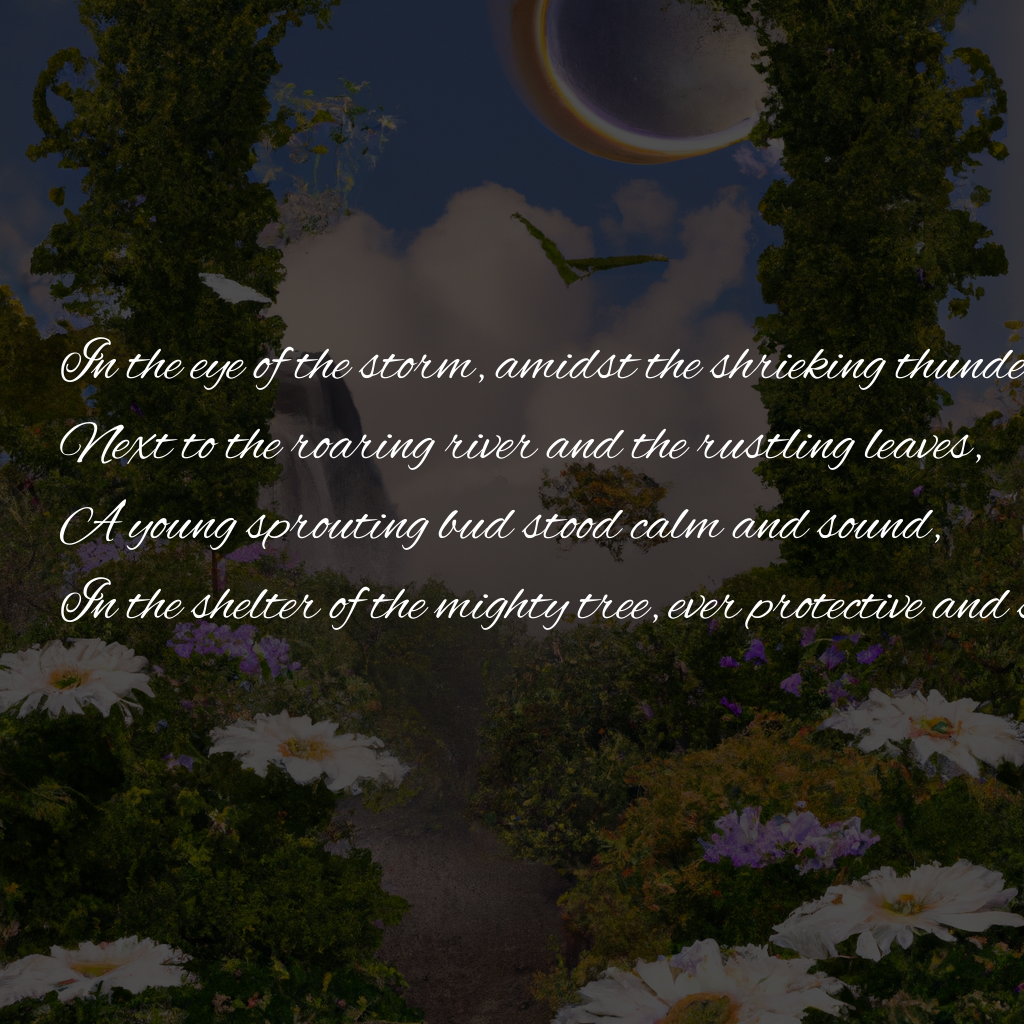 In the eye of the storm, amidst the shrieking thunde
Next to the roaring river and the rustling leaves,
A young sprouting bud stood calm and sound,
In the shelter of the mighty tree, ever protective and